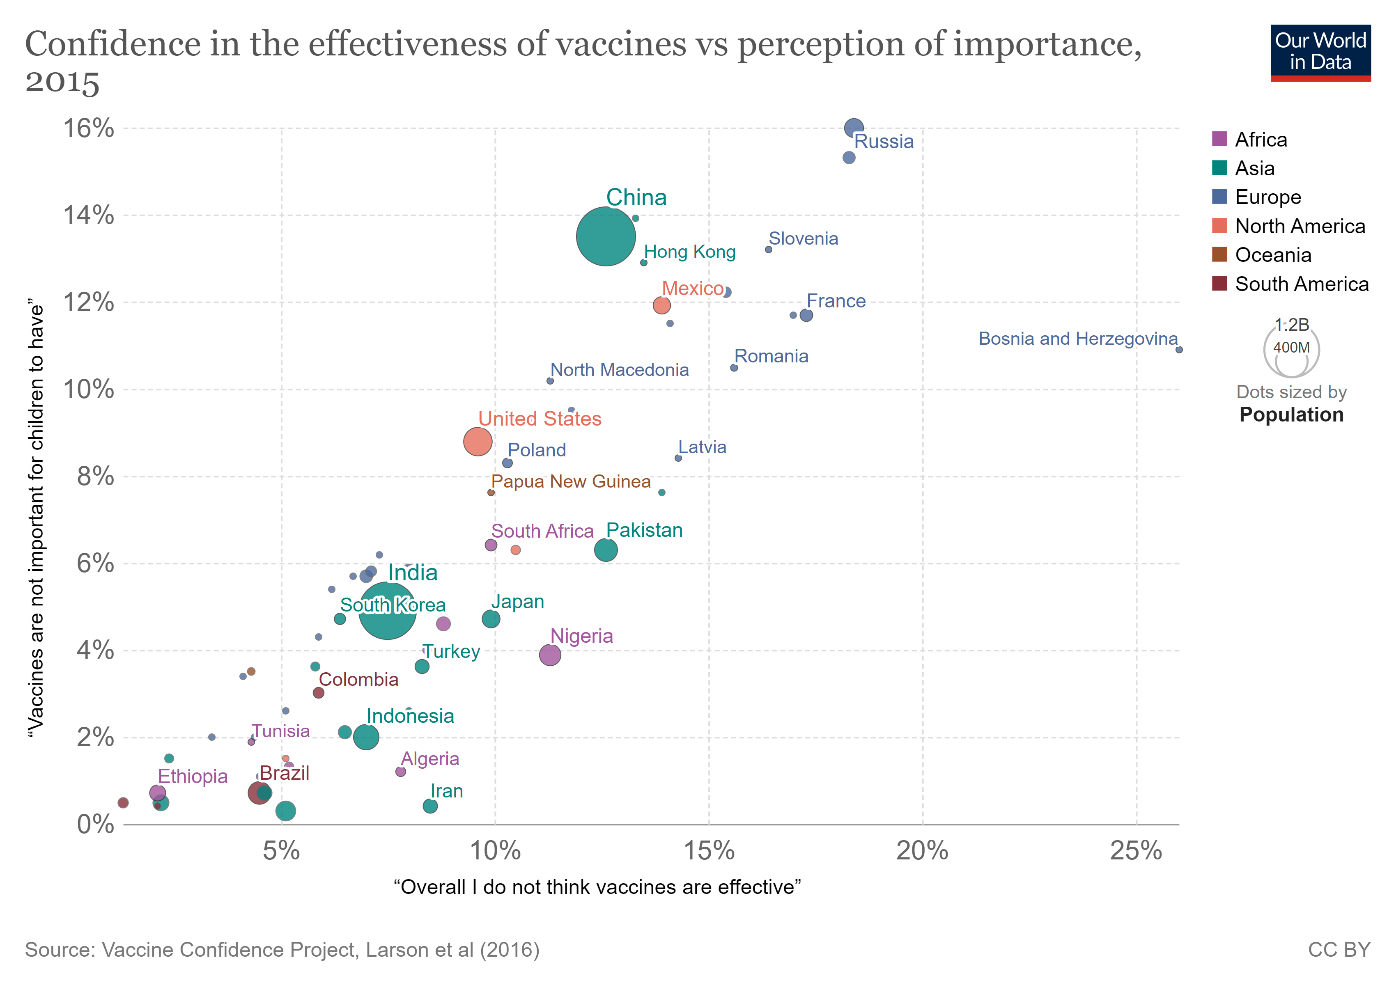 Confidence in the effectiveness of vaccines vs perception of importance,
2015
Our World
in Data
“Vaccines are not important for children to have”
16%
14%
12%
10%
8%
6%
4%
2%
0%
Russia
China
Slovenia
Hong Kong
Mexico
France
Bosnia and Herzegovina
Romania
North Macedonia
United States
Poland
Latvia
Papua New Guinea
South Africa
Pakistan
India
South Korea
Japan
Nigeria
Turkey
Colombia
Indonesia
Tunisia
Algeria
Ethiopia
Brazil
Iran
5%
10%
15%
20%
25%
“Overall I do not think vaccines are effective”
Africa
Asia
Europe
North America
Oceania
South America
1.2B
400M
Dots sized by
Population
Source: Vaccine Confidence Project, Larson et al (2016)
CC BY